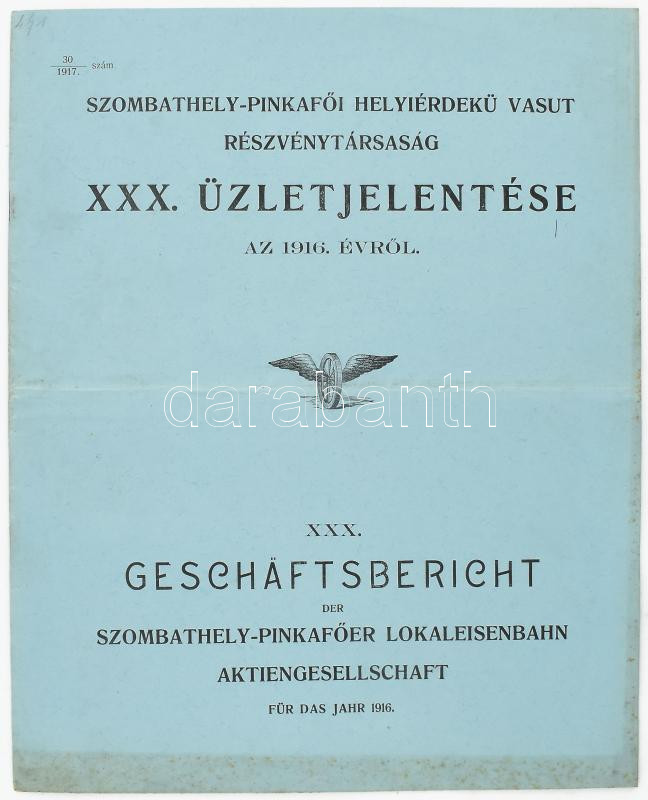 30
1917. szám
SZOMBATHELY-PINKAFŐI HELYIÉRDEKÜ VASUT
RÉSZVÉNYTÁRSASÁG
XXX. ÜZLETJELENTÉSE
AZ 1916. ÉVRŐL.
darabanth
XXX.
GESCHÄFTSBERICHT
DER
SZOMBATHELY-PINKAFŐER LOKALEISENBAHN
AKTIENGESELLSCHAFT
FÜR DAS JAHR 1916.